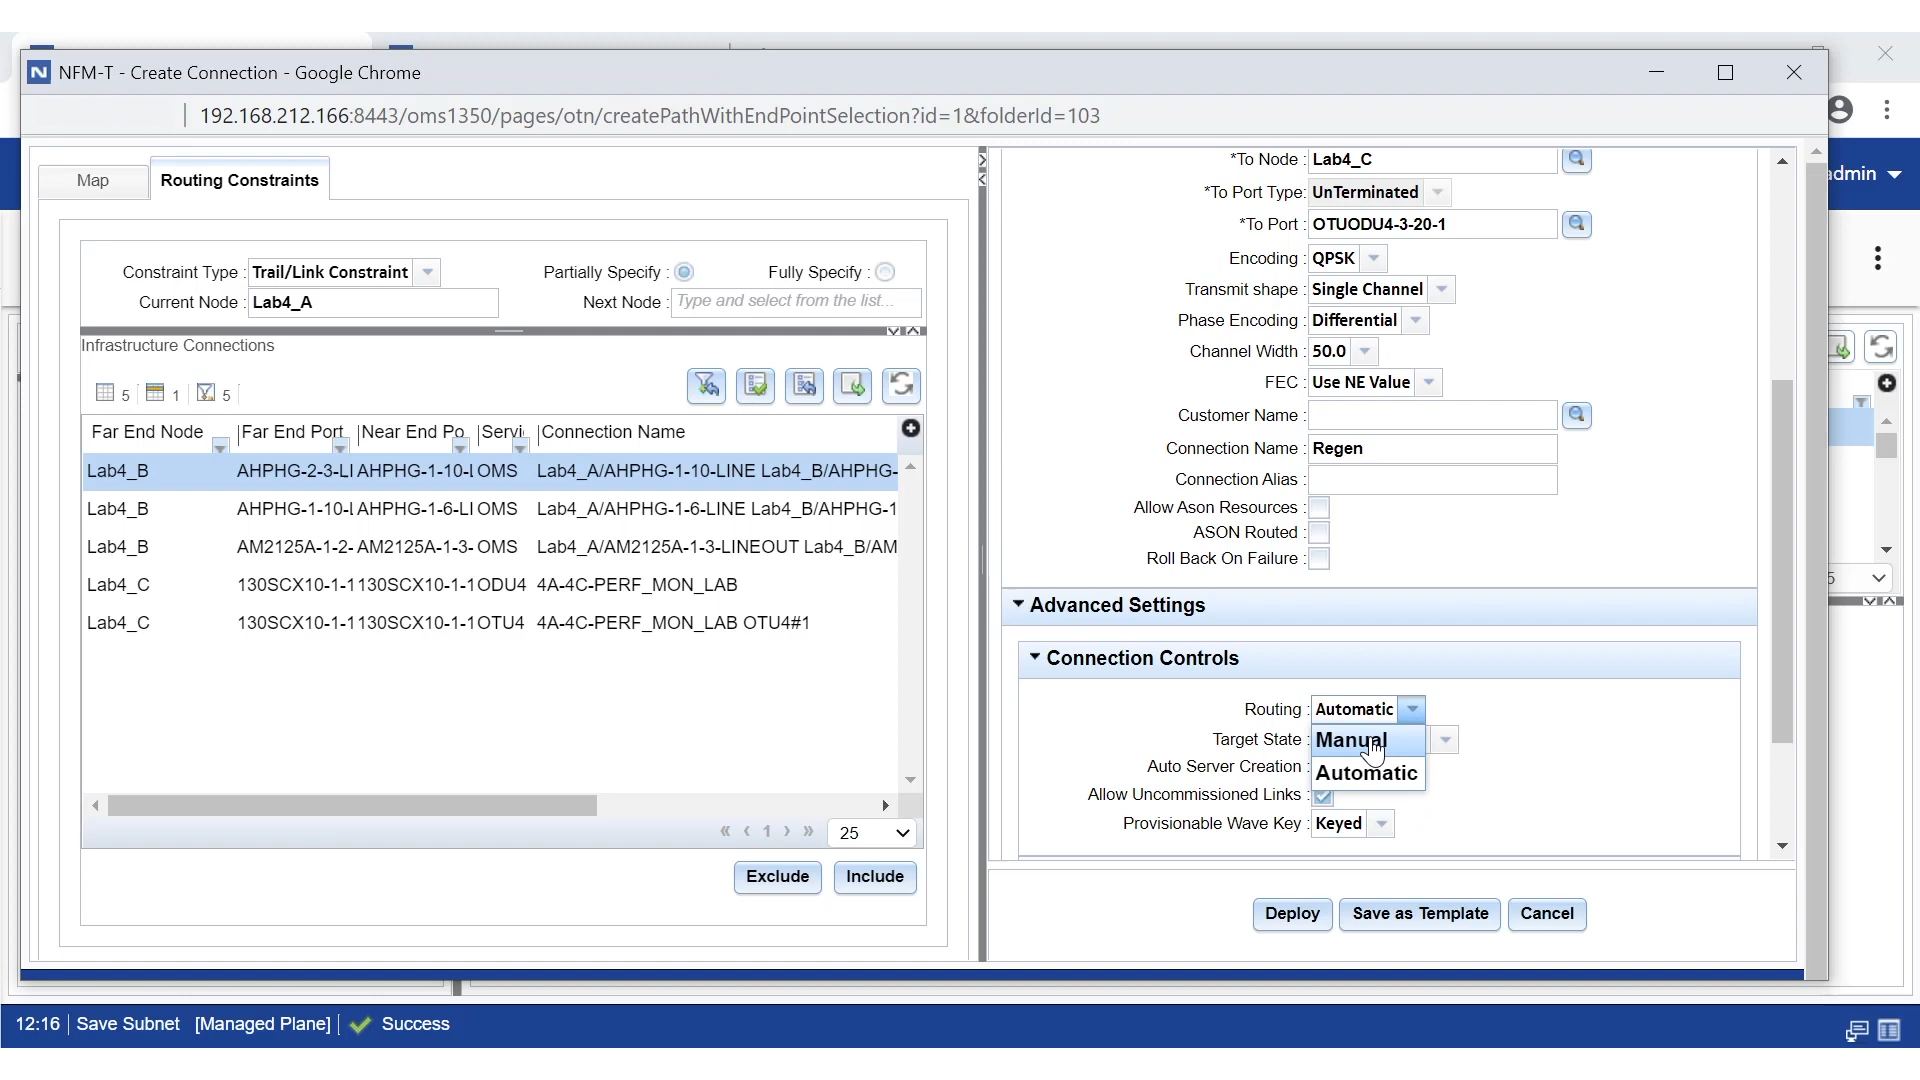 NFM-T - Create Connection - Google Chrome
192.168.212.166:8443/oms1350/pages/otn/createPathWithEndPointSelection?id=1&folderId=103
admin
Map
Routing Constraints
Constraint Type : Trail/Link Constraint
Partially Specify :
Fully Specify :
Current Node : Lab4_A
Next Node : Type and select from the list...
Infrastructure Connections
5 1 5
Far End Node Far End Port Near End Po Servi Connection Name
Lab4_B AHPHG-2-3-LI AHPHG-1-10-L OMS Lab4_A/AHPHG-1-10-LINE Lab4_B/AHPHG-
Lab4_B AHPHG-1-10-L AHPHG-1-6-LI OMS Lab4_A/AHPHG-1-6-LINE Lab4_B/AHPHG-1
Lab4_B AM2125A-1-2- AM2125A-1-3- OMS Lab4_A/AM2125A-1-3-LINEOUT Lab4_B/AM
Lab4_C 130SCX10-1-1 130SCX10-1-1 ODU4 4A-4C-PERF_MON_LAB
Lab4_C 130SCX10-1-1 130SCX10-1-1 OTU4 4A-4C-PERF_MON_LAB OTU4#1
« ‹ 1 › » 25
Exclude Include
*To Node : Lab4_C
*To Port Type: UnTerminated
*To Port : OTUODU4-3-20-1
Encoding : QPSK
Transmit shape : Single Channel
Phase Encoding : Differential
Channel Width : 50.0
FEC : Use NE Value
Customer Name :
Connection Name : Regen
Connection Alias :
Allow Ason Resources :
ASON Routed :
Roll Back On Failure :
Advanced Settings
Connection Controls
Routing : Automatic
Target State : Manual
Auto Server Creation : Automatic
Allow Uncommissioned Links :
Provisionable Wave Key : Keyed
Deploy Save as Template Cancel
5
12:16 Save Subnet [Managed Plane] Success